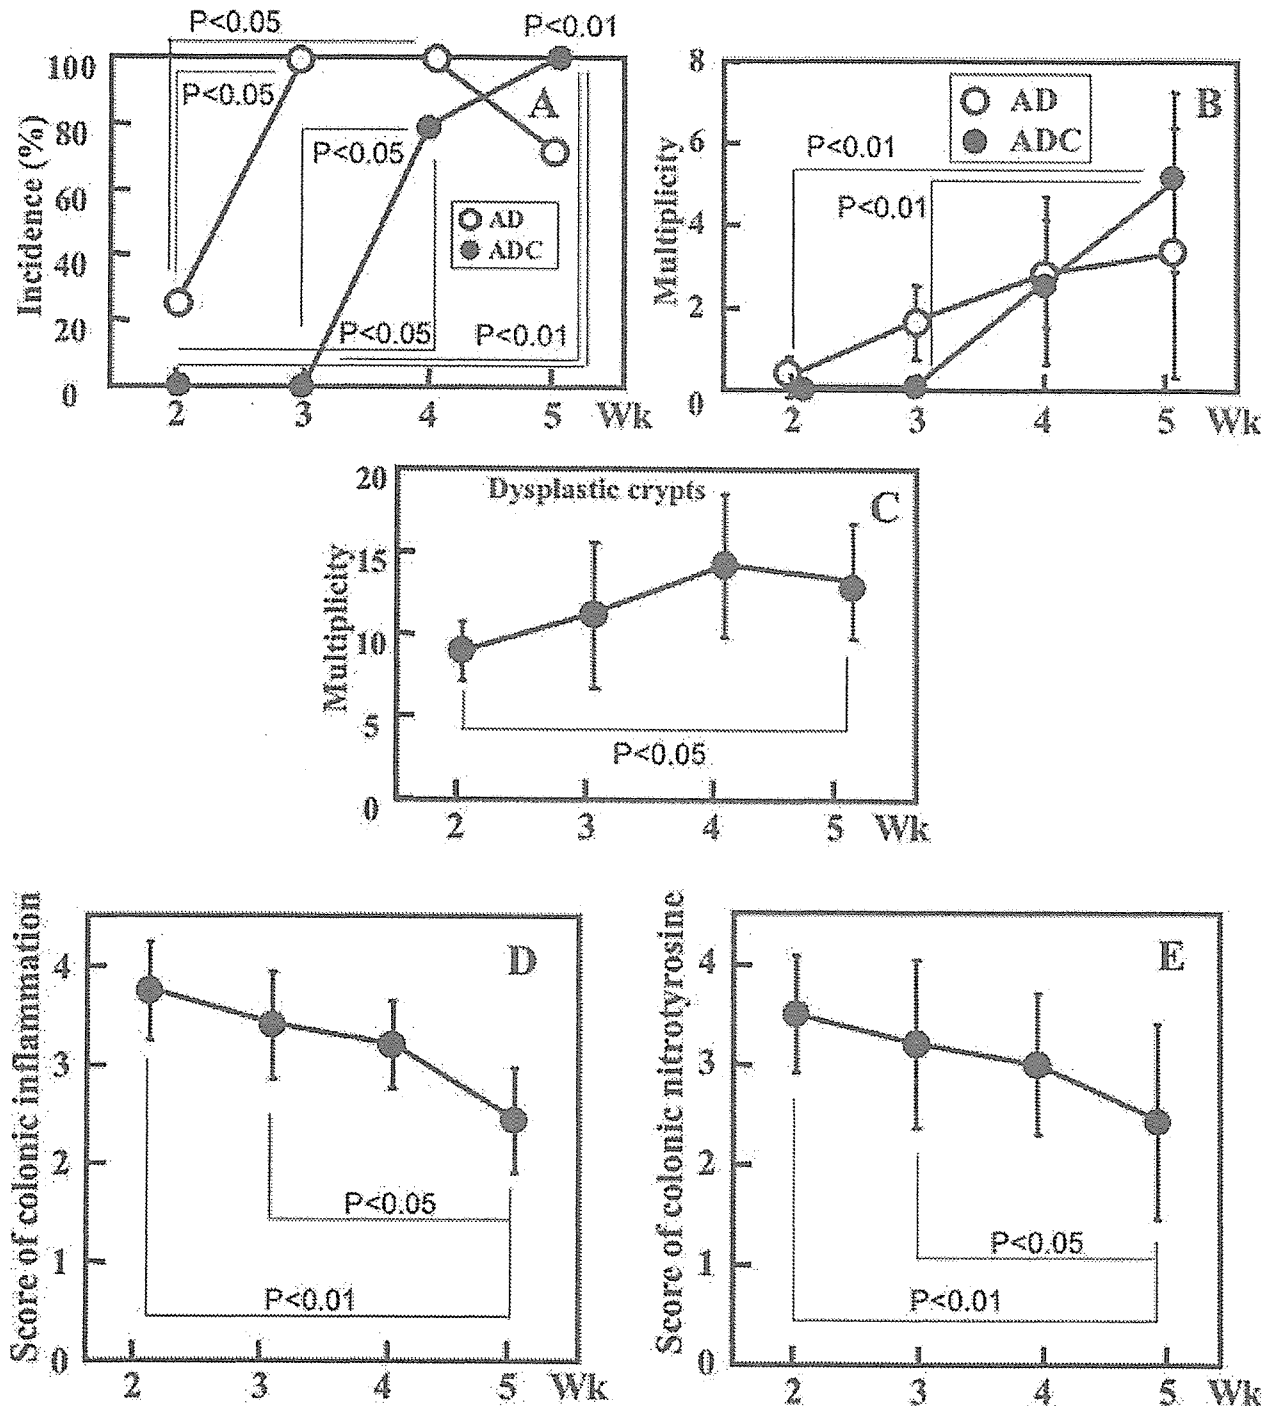 P<0.05
P<0.01
100
P<0.05
A
80
P<0.05
60
AD
ADC
40
20
P<0.05
P<0.01
0
2 3 4 5 Wk
Incidence (%)
8
AD
ADC
B
6
P<0.01
P<0.01
4
2
0
2 3 4 5 Wk
Multiplicity
20
Dysplastic crypts
C
15
10
5
P<0.05
0
2 3 4 5 Wk
Multiplicity
D
4
3
2
P<0.05
1
P<0.01
0
2 3 4 5 Wk
Score of colonic inflammation
E
4
3
2
P<0.05
1
P<0.01
0
2 3 4 5 Wk
Score of colonic nitrotyrosine